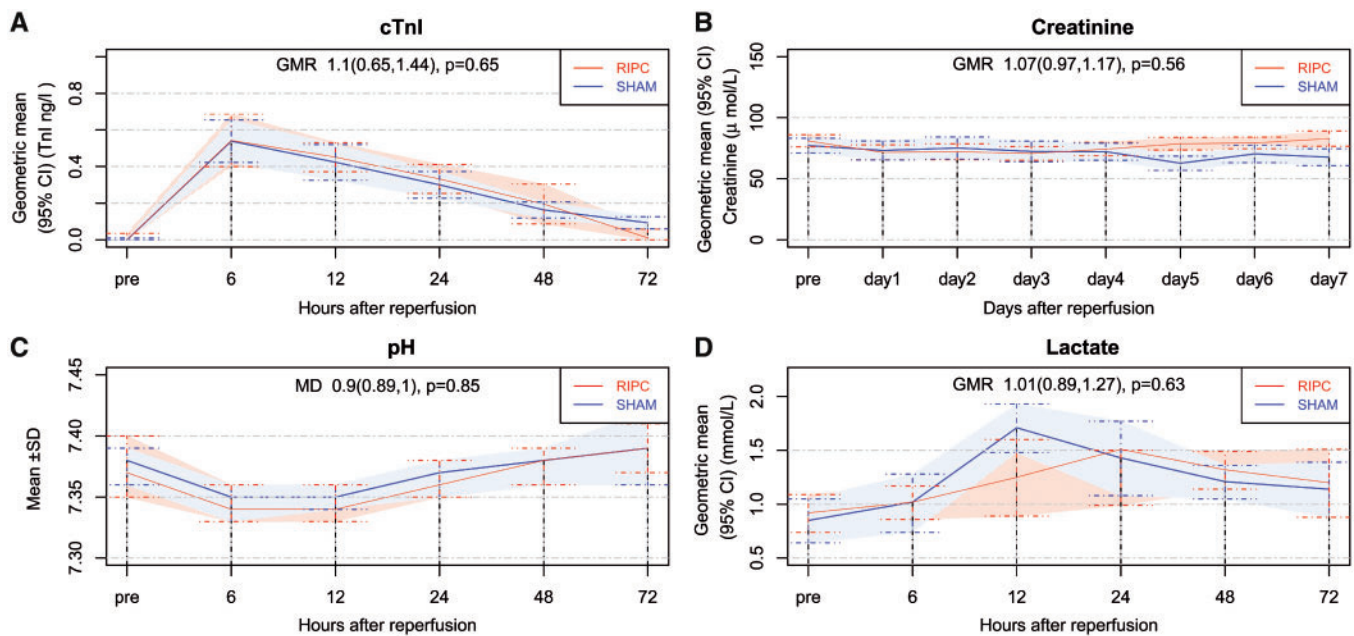 A
cTnI
GMR 1.1(0.65,1.44), p=0.65
RIPC
SHAM
Geometric mean
(95% CI) (TnI ng/l )
0.0
0.4
0.8
pre
6
12
24
48
72
Hours after reperfusion
B
Creatinine
GMR 1.07(0.97,1.17), p=0.56
RIPC
SHAM
Geometric mean (95% CI)
Creatinine (μ mol/L)
0
50
100
150
pre
day1
day2
day3
day4
day5
day6
day7
Days after reperfusion
C
pH
MD 0.9(0.89,1) , p=0.85
RIPC
SHAM
Mean ±SD
7.30
7.35
7.40
7.45
pre
6
12
24
48
72
Hours after reperfusion
D
Lactate
GMR 1.01(0.89,1.27), p=0.63
RIPC
SHAM
Geometric mean
(95% CI) (mmol/L)
0.5
1.0
1.5
2.0
pre
6
12
24
48
72
Hours after reperfusion